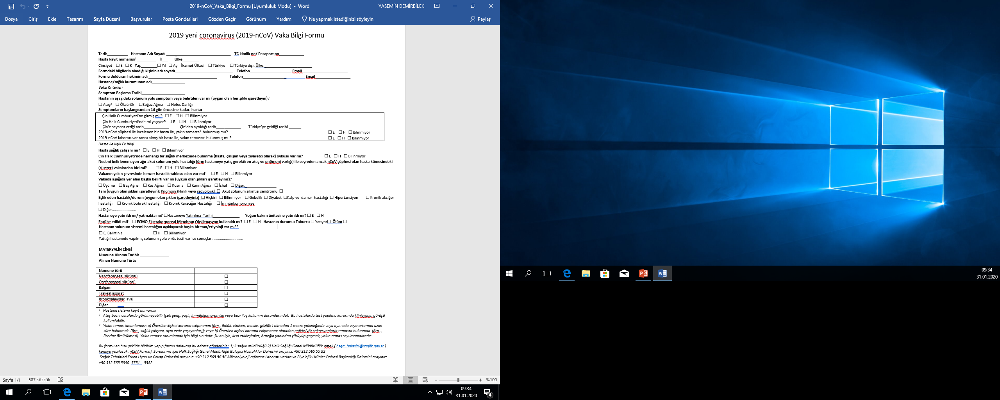 2019-nCoV_Vaka_Bilgi_Formu [Uyumluluk Modu] - Word
YASEMİN DEMİRBİLEK
Dosya Giriş Ekle Tasarım Sayfa Düzeni Başvurular Posta Gönderileri Gözden Geçir Görünüm Yardım Ne yapmak istediğinizi söyleyin Paylaş
2019 yeni coronavirus (2019-nCoV) Vaka Bilgi Formu
Tarih__________ Hastanın Adı Soyadı ______________________________ TC kimlik no/ Pasaport no____________
Hasta kayıt numarası¹ _________ İl___ Ülke________
Cinsiyet ☐ E ☐ K Yaş________☐ Yıl ☐ Ay İkamet Ülkesi ☐ Türkiye ☐ Türkiye dışı: Ülke:_______________________
Formdaki bilgilerin alındığı kişinin adı soyadı____________________________ Telefon____________________ Email______________________
Formu dolduran hekimin adı _________________________________ Telefon______________________________ Email_________________
Hastane/sağlık kurumunun adı________________
Vaka Kriterleri
Semptom Başlama Tarihi_____________________
Hastanın aşağıdaki solunum yolu semptom veya belirtileri var mı (uygun olan her şıkkı işaretleyin)?
☐ Ateş² ☐ Öksürük ☐Boğaz Ağrısı ☐ Nefes Darlığı
Semptomların başlangıcından 14 gün öncesine kadar, hasta:
Çin Halk Cumhuriyeti’ne gitmiş mi ? ☐ E ☐ H ☐ Bilinmiyor
Çin Halk Cumhuriyeti’nde mi yaşıyor? ☐ E ☐ H ☐ Bilinmiyor
Çin’e seyahat ettiği tarih____________ Çin’den ayrıldığı tarih____________ Türkiye’ye geldiği tarihi ______
2019-nCoV şüphesi ile incelenen bir hasta ile, yakın temasta³ bulunmuş mu? ☐ E ☐ H ☐ Bilinmiyor
2019-nCoV laboratuvar tanısı almış bir hasta ile, yakın temasta³ bulunmuş mu? ☐ E ☐ H ☐ Bilinmiyor
Hasta ile ilgili Ek bilgi
Hasta sağlık çalışanı mı? ☐ E ☐ H ☐ Bilinmiyor
Çin Halk Cumhuriyeti’nde herhangi bir sağlık merkezinde bulunma (hasta, çalışan veya ziyaretçi olarak) öyküsü var mı? ☐ E ☐ H ☐ Bilinmiyor
Nedeni belirlenemeyen ağır akut solunum yolu hastalığı (örn; hastaneye yatış gerektiren ateş ve pnömoni varlığı) ile seyreden ancak nCoV şüphesi olan hasta kümesindeki
(cluster) vakalardan biri mi? ☐ E ☐ H ☐ Bilinmiyor
Vakanın yakın çevresinde benzer hastalık tablosu olan var mı? ☐ E ☐ H ☐ Bilinmiyor
Vakada aşağıda yer alan başka belirti var mı (uygun olan şıkları işaretleyiniz)?
☐ Üşüme ☐ Baş Ağrısı ☐ Kas Ağrısı ☐ Kusma ☐ Karın Ağrısı ☐ İshal ☐ Diğer,_______________
Tanı (uygun olan şıkları işaretleyin): Pnömoni (klinik veya radyolojik) ☐ Akut solunum sıkıntısı sendromu ☐
Eşlik eden hastalık/durum (uygun olan şıkları işaretleyiniz) ☐ Hiçbiri ☐ Bilinmiyor ☐ Gebelik ☐ Diyabet ☐Kalp ve damar hastalığı ☐ Hipertansiyon ☐ Kronik akciğer
hastalığı ☐ Kronik böbrek hastalığı ☐ Kronik Karaciğer Hastalığı ☐ İmmünkompromize
☐ Diğer.........................
Hastaneye yatırıldı mı/ yatmakta mı? ☐Hastaneye Yatırılma Tarihi_____________ Yoğun bakım ünitesine yatırıldı mı? ☐ E ☐ H
Entübe edildi mi? ☐ ECMO Ekstrakorporeal Membran Oksijenasyon kullanıldı mı? ☐ E ☐ H Hastanın durumu: Taburcu ☐ Yatıyor☐ Ölüm ☐
Hastanın solunum sistemi hastalığını açıklayacak başka bir tanı/etiyoloji var mı?*
☐ E, Belirtiniz______________ ☐ H ☐ Bilinmiyor
Yattığı hastanede yapılmış solunum yolu virüs testi var ise sonuçları................................
MATERYALİN CİNSİ
Numune Alınma Tarihi: ______________
Alınan Numune Türü:
Numune türü
Nazofarengeal sürüntü ☐
Orofarengeal sürüntü ☐
Balgam ☐
Trakeal aspirat ☐
Bronkoalevolar lavaj ☐
Diğer ................. ☐
¹ Hastane sistemi kayıt numarası
² Ateş bazı hastalarda görülmeyebilir (çok genç, yaşlı, immünkompromize veya bazı ilaç kullanım durumlarında). Bu hastalarda test yapılma kararında klinisyenin görüşü
kullanılabilir.
³ Yakın temas tanımlaması: a) Önerilen kişisel koruma ekipmanını (örn., önlük, eldiven, maske, gözlük ) olmadan 1 metre yakınlığında veya aynı oda veya ortamda uzun
süre bulunmak. (örn., sağlık çalışanı, aynı evde yaşayanlar)); veya b) Önerilen kişisel koruma ekipmanını olmadan enfeksiyöz sekresyonlarla temasta bulunmak (örn..,
üzerine öksürülmesi). Yakın teması tanımlamak için bilgi sınırlıdır. Şu an için, kısa etkileşimler, örneğin yanından yürüyüp geçmek, yakın temas sayılmamaktadır.
Bu formu en hızlı şekilde bildirim yapıp formu doldurup bu adrese gönderiniz : 1) il sağlık müdürlüğü 2) Halk Sağlığı Genel Müdürlüğü: email ( hsgm.bulasici@saglik.gov.tr )
konuya yazılacak: nCoV Formu). Sorularınız için Halk Sağlığı Genel Müdürlüğü Bulaşıcı Hastalıklar Dairesini arayınız: +90 312 565 55 32
Sağlık Tehditleri Erken Uyarı ve Cevap Dairesini arayınız: +90 312 565 56 56 Mikrobiyoloji referans Laboratuvarları ve Biyolojik Ürünler Dairesi Başkanlığı Dairesini arayınız:
+90 312 565 5340 -5551 - 5582
Sayfa 1/1 587 sözcük %100
09:34
31.01.2020
4
09:34
31.01.2020